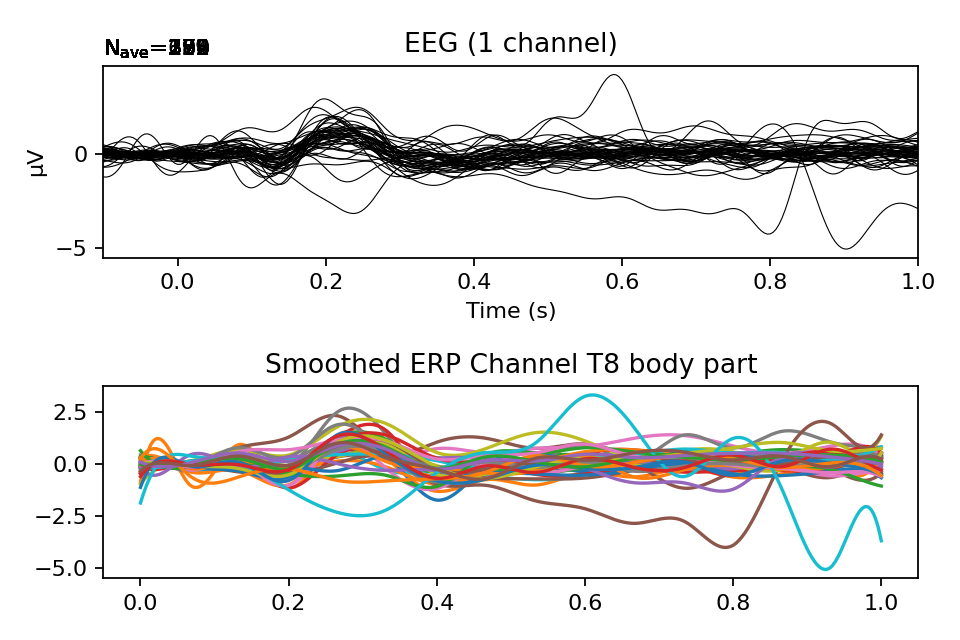 N_ave=
EEG (1 channel)
µV
0
−5
0.0 0.2 0.4 0.6 0.8 1.0
Time (s)
Smoothed ERP Channel T8 body part
2.5
0.0
−2.5
−5.0
0.0 0.2 0.4 0.6 0.8 1.0